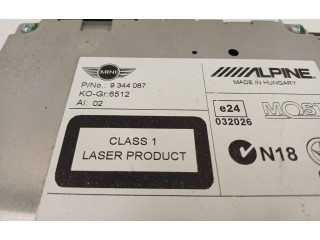 MINI
P/No.: 9 344 087
KO-Gr:6512
AI: 02
CLASS 1
LASER PRODUCT
ALPINE
MADE IN HUNGARY
e24
032026
MOST
N18